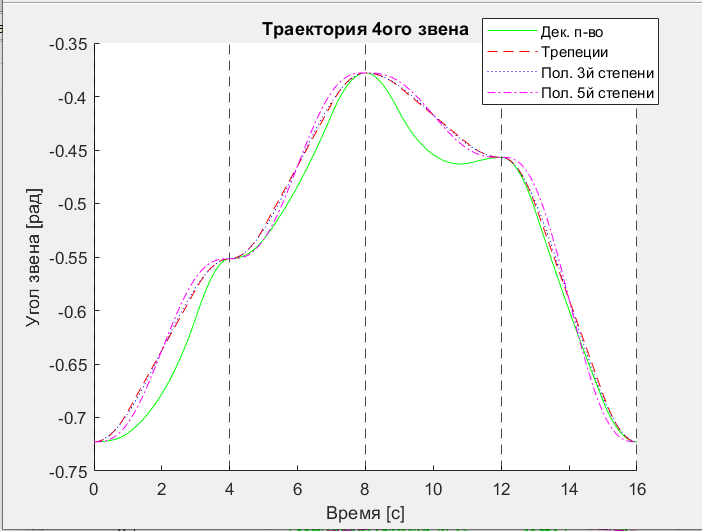 Траектория 4ого звена
Дек. п-во
Трепеции
Пол. 3й степени
Пол. 5й степени
-0.35
-0.4
-0.45
-0.5
-0.55
-0.6
-0.65
-0.7
-0.75
Угол звена [рад]
0 2 4 6 8 10 12 14 16
Время [с]